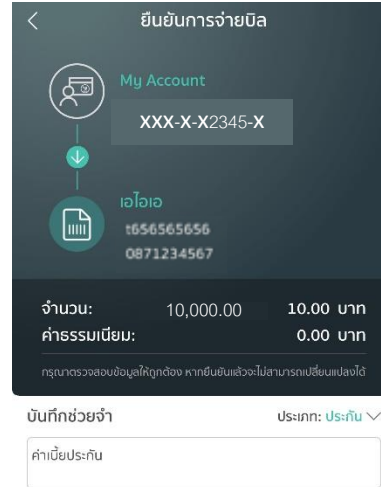 ยืนยันการจ่ายบิล
My Account
XXX-X-X2345-X
เอไอเอ
t656565656
0871234567
จำนวน: 10,000.00 10.00 บาท
ค่าธรรมเนียม: 0.00 บาท
กรุณาตรวจสอบข้อมูลให้ถูกต้อง หากยืนยันแล้วจะไม่สามารถเปลี่ยนแปลงได้
บันทึกช่วยจำ ประเภท: ประกัน
ค่าเบี้ยประกัน